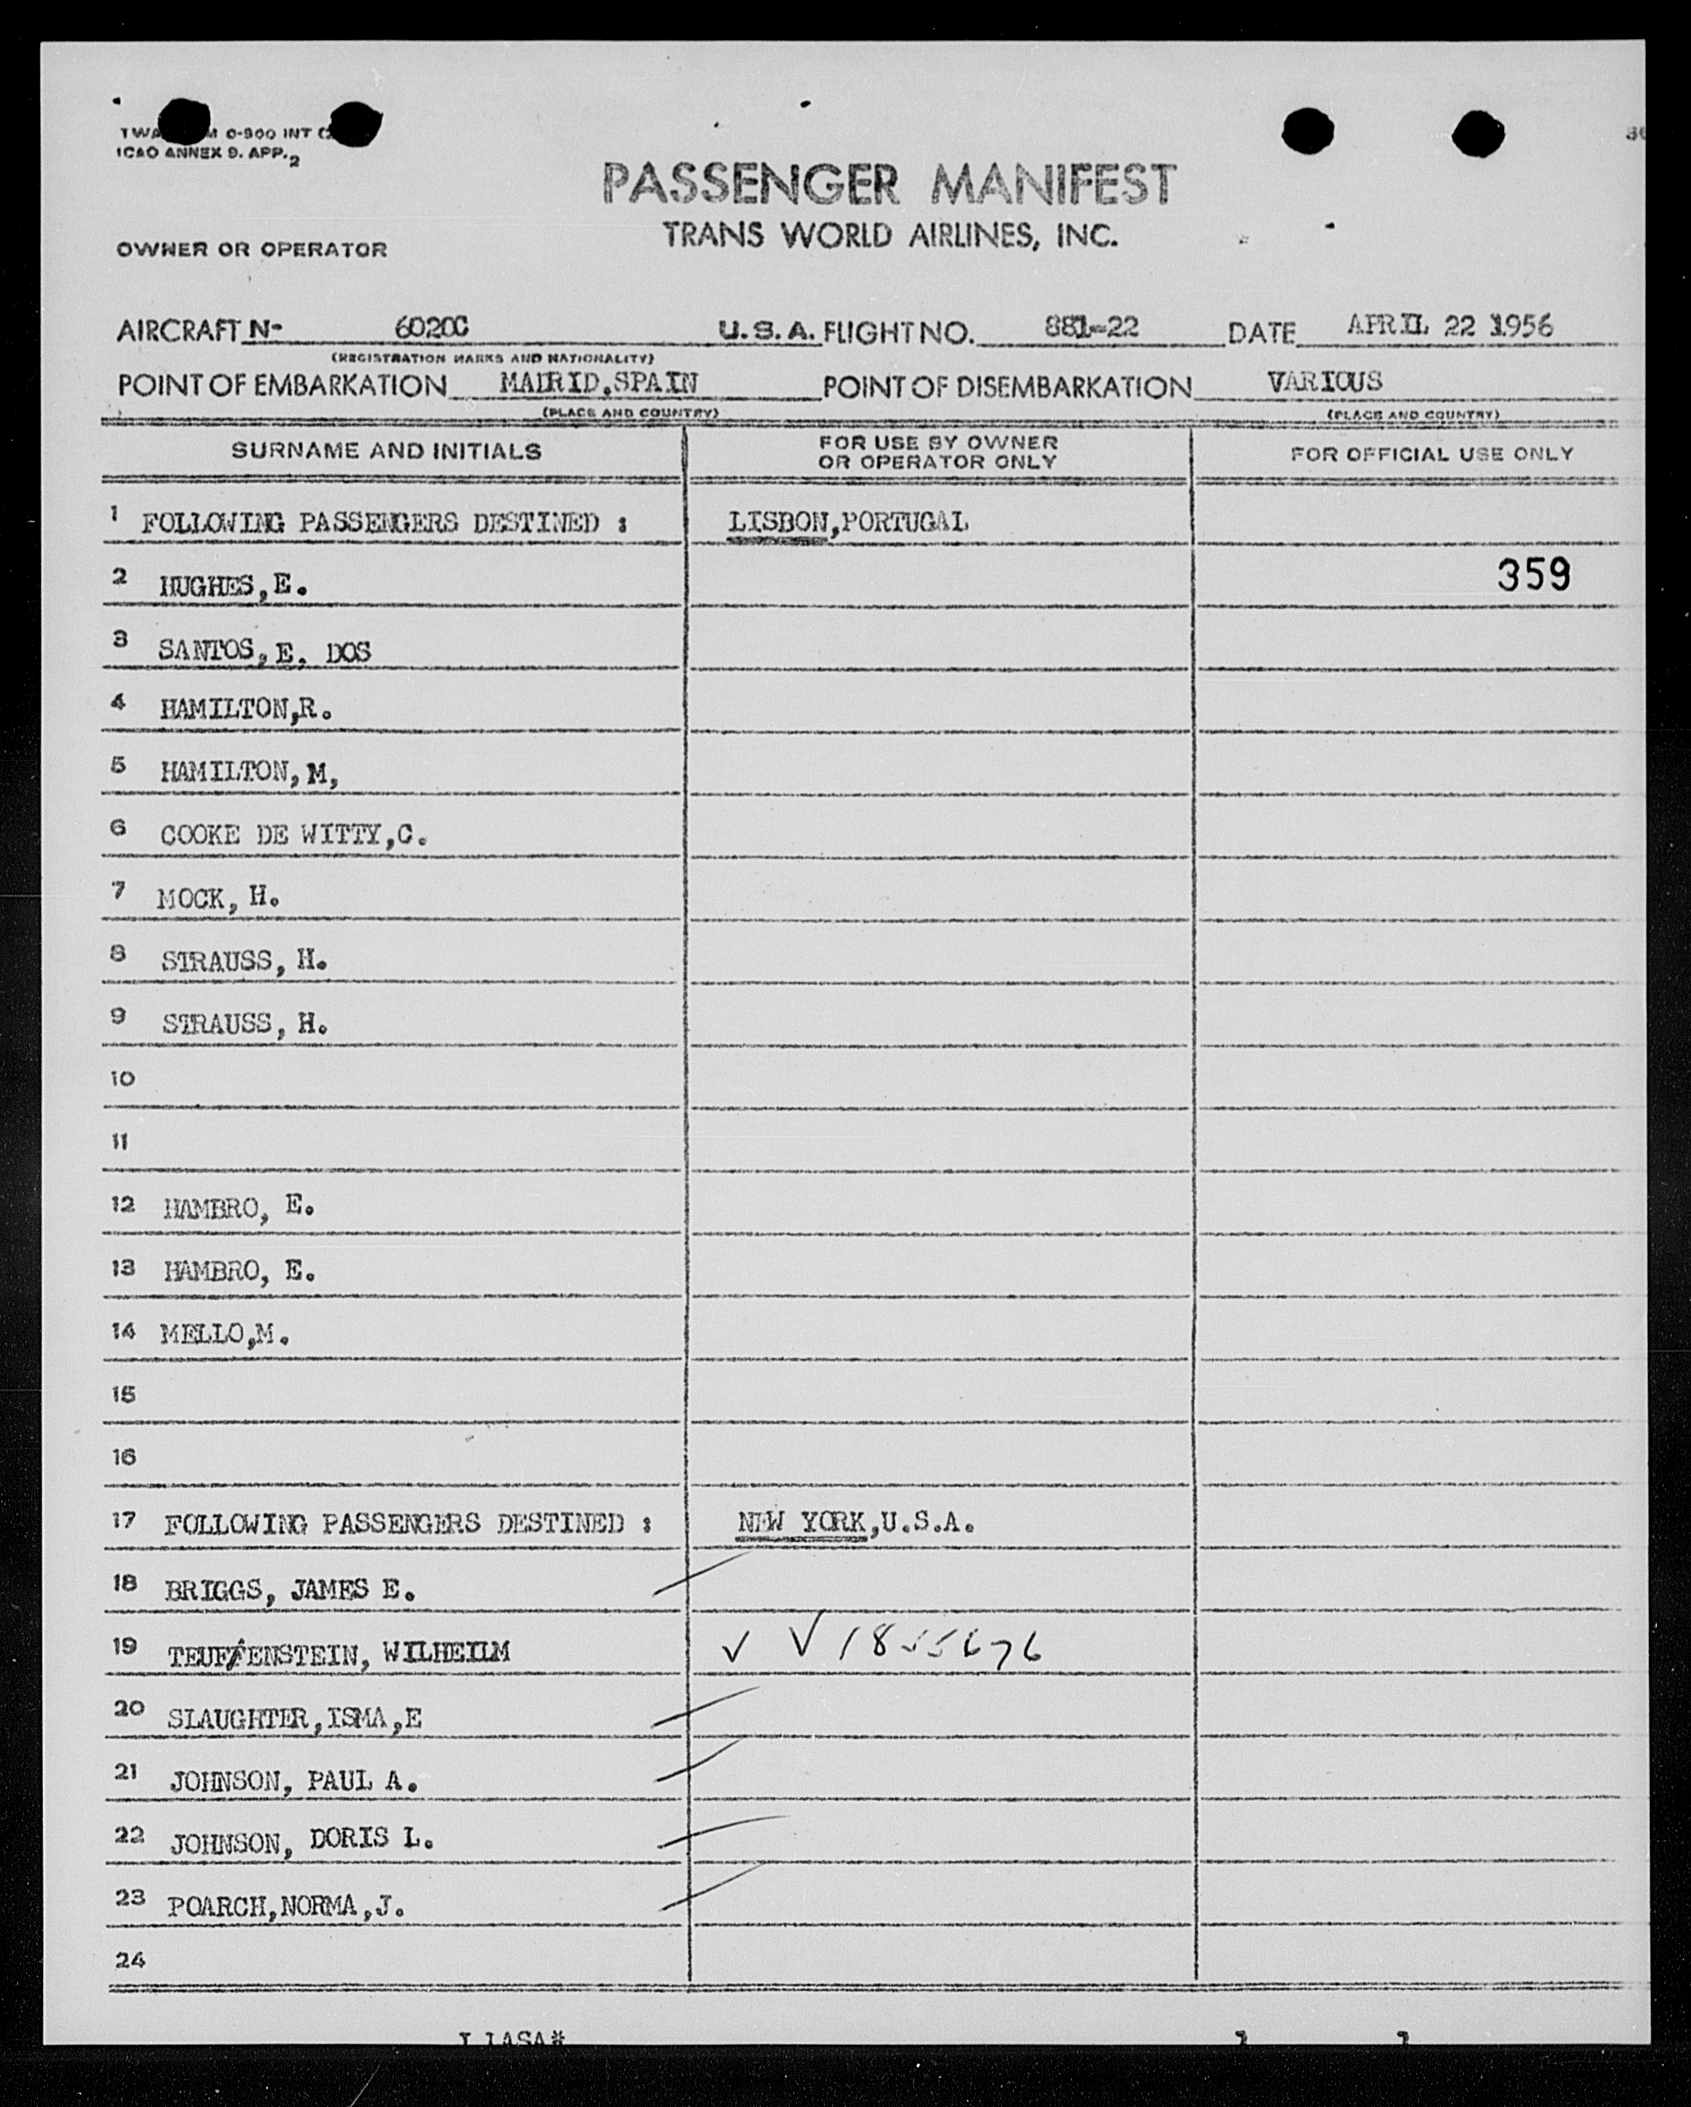 ICAO ANNEX 9. APP. 2
PASSENGER MANIFEST
TRANS WORLD AIRLINES, INC.
OWNER OR OPERATOR
AIRCRAFT N- 6020C U.S.A. FLIGHT NO. 881-22 DATE APRIL 22 1956
(REGISTRATION MARKS AND NATIONALITY)
POINT OF EMBARKATION MADRID,SPAIN POINT OF DISEMBARKATION VARIOUS
(PLACE AND COUNTRY) (PLACE AND COUNTRY)
SURNAME AND INITIALS FOR USE BY OWNER OR OPERATOR ONLY FOR OFFICIAL USE ONLY
1 FOLLOWING PASSENGERS DESTINED : LISBON,PORTUGAL
2 HUGHES,E. 359
3 SANTOS,E. DOS
4 HAMILTON,R.
5 HAMILTON,M,
6 COOKE DE WITTY,C.
7 MOCK, H.
8 STRAUSS, H.
9 STRAUSS, H.
10
11
12 HAMBRO, E.
13 HAMBRO, E.
14 MELLO,M.
15
16
17 FOLLOWING PASSENGERS DESTINED : NEW YORK,U.S.A.
18 BRIGGS, JAMES E.
19 TEUFFENSTEIN, WILHEILM ✓ ✓ 1855676
20 SLAUGHTER,ISMA,E
21 JOHNSON, PAUL A.
22 JOHNSON, DORIS L.
23 POARCH,NORMA,J.
24